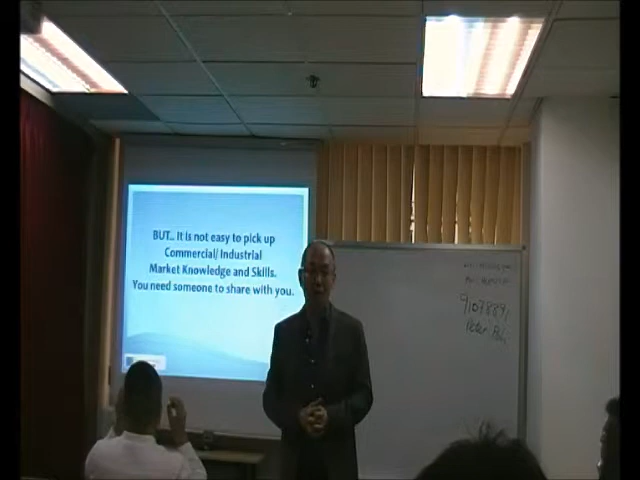 BUT.. It is not easy to pick up
Commercial/ Industrial
Market Knowledge and Skills.
You need someone to share with you.
Peter